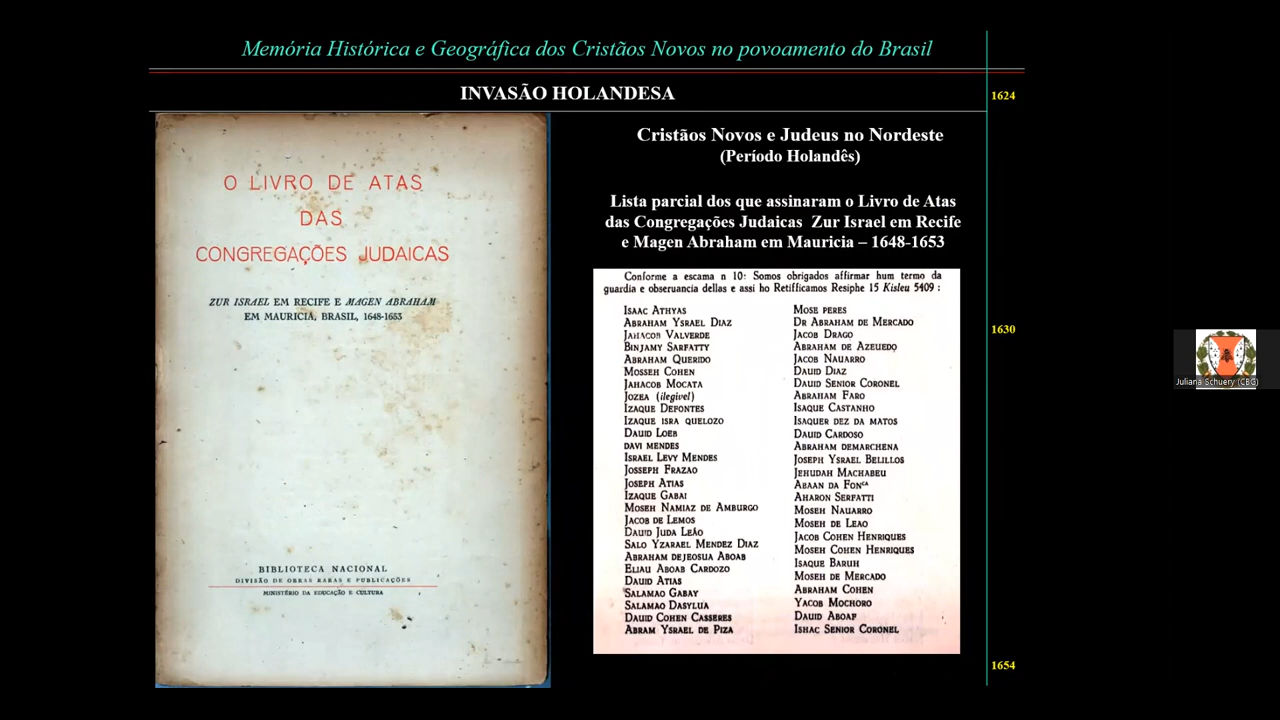 Memória Histórica e Geográfica dos Cristãos Novos no povoamento do Brasil
INVASÃO HOLANDESA
1624
O LIVRO DE ATAS
DAS
CONGREGAÇÕES JUDAICAS
ZUR ISRAEL EM RECIFE E MAGEN ABRAHAM
EM MAURICIA, BRASIL, 1648-1653
BIBLIOTECA NACIONAL
DIVISÃO DE OBRAS RARAS E PUBLICAÇÕES
MINISTÉRIO DA EDUCAÇÃO E CULTURA
Cristãos Novos e Judeus no Nordeste
(Período Holandês)
Lista parcial dos que assinaram o Livro de Atas
das Congregações Judaicas Zur Israel em Recife
e Magen Abraham em Mauricia – 1648-1653
Conforme a escama n 10: Somos obrigados affirmar hum termo da
guardia e obseruancia dellas e assi ho Retifficamos Resiphe 15 Kisleu 5409 :
ISAAC ATHYAS
ABRAHAM YSRAEL DIAZ
JAHACOB VALVERDE
BINJAMY SARFATTY
ABRAHAM QUERIDO
MOSSEH COHEN
JAHACOB MOCATA
JOZEA (ilegivel)
IZAQUE DEFONTES
IZAQUE ISRA QUELOZO
DAUID LOEB
DAVI MENDES
ISRAEL LEVY MENDES
JOSSEPH FRAZAO
JOSEPH ATIAS
IZAQUE GABAI
MOSEH NAMIAZ DE AMBURGO
JACOB DE LEMOS
DAUID JUDA LEÃO
SALO YZARAEL MENDEZ DIAZ
ABRAHAM DEJEOSUA ABOAB
ELIAU ABOAB CARDOZO
DAUID ATIAS
SALAMAO GABAY
SALAMAO DASYLUA
DAUID COHEN CASSERES
ABRAM YSRAEL DE PIZA
MOSE PERES
DR ABRAHAM DE MERCADO
JACOB DRAGO
ABRAHAM DE AZEUEDO
JACOB NAUARRO
DAUID DIAZ
DAUID SENIOR CORONEL
ABRAHAM FARO
ISAQUE CASTANHO
ISAQUER DEZ DA MATOS
DAUID CARDOSO
ABRAHAM DEMARCHENA
JOSEPH YSRAEL BELILLOS
JEHUDAH MACHABEU
ABAAN DA FONCA
AHARON SERFATTI
MOSEH NAUARRO
MOSEH DE LEAO
JACOB COHEN HENRIQUES
MOSEH COHEN HENRIQUES
ISAQUE BARUH
MOSEH DE MERCADO
ABRAHAM COHEN
YACOB MOCHORO
DAUID ABOAF
ISHAC SENIOR CORONEL
1630
1654
Juliana Schuery (CBG)